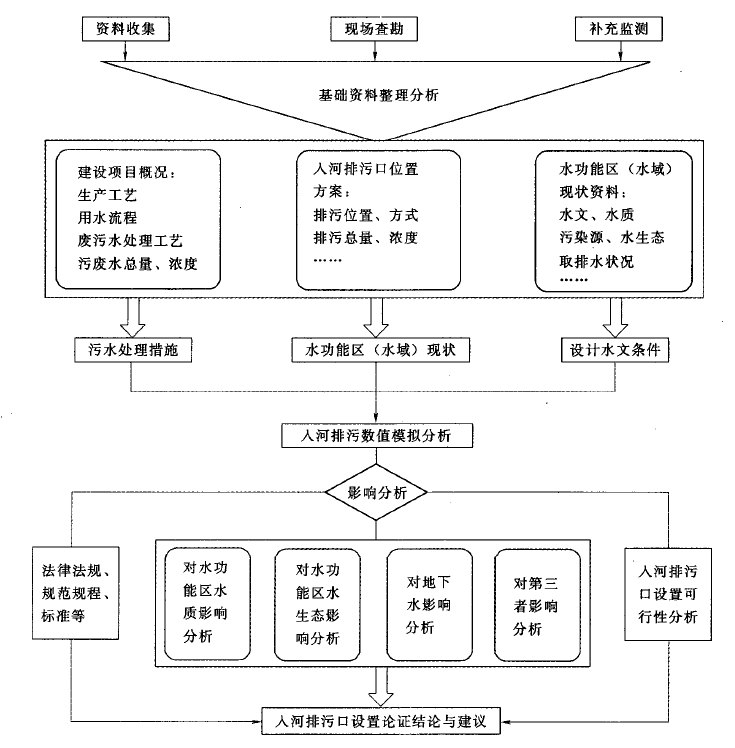 资料收集
现场查勘
补充监测
基础资料整理分析
建设项目概况：
生产工艺
用水流程
废污水处理工艺
污废水总量、浓度
入河排污口位置
方案：
排污位置、方式
排污总量、浓度
……
水功能区（水域）
现状资料：
水文、水质
污染源、水生态
取排水状况
……
污水处理措施
水功能区（水域）现状
设计水文条件
入河排污数值模拟分析
影响分析
法律法规、
规范规程、
标准等
对水功
能区水
质影响
分析
对水功
能区水
生态影
响分析
对地下
水影响
分析
对第三
者影响
分析
入河排污
口设置可
行性分析
入河排污口设置论证结论与建议